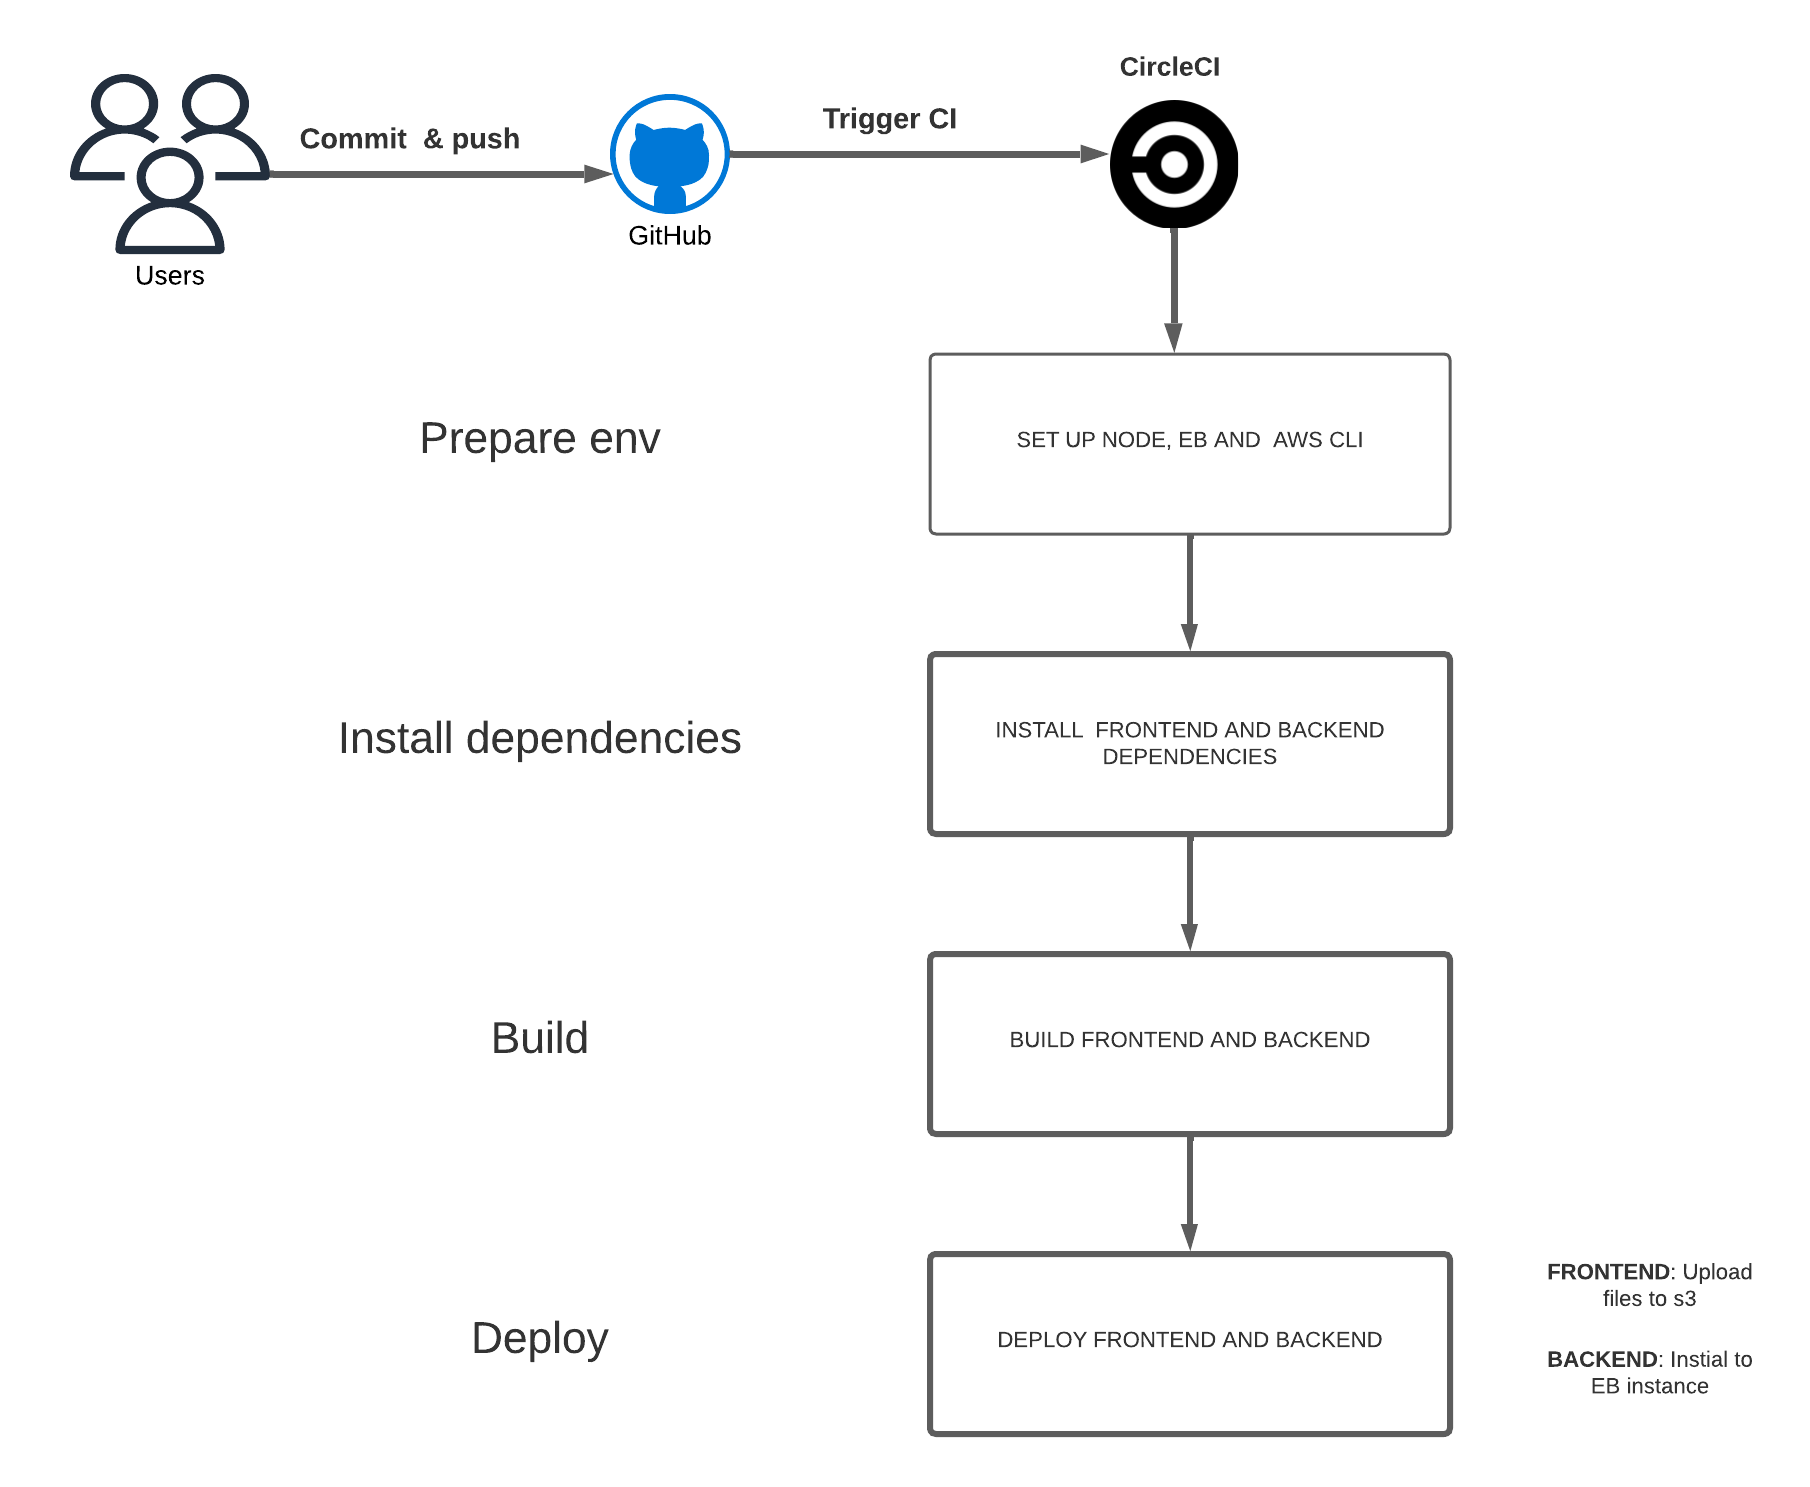 CircleCI
Commit  & push
Trigger CI
GitHub
Users
Prepare env
SET UP NODE, EB AND  AWS CLI
Install dependencies
INSTALL  FRONTEND AND BACKEND
DEPENDENCIES
Build
BUILD FRONTEND AND BACKEND
Deploy
DEPLOY FRONTEND AND BACKEND
FRONTEND: Upload
files to s3
BACKEND: Instial to
EB instance